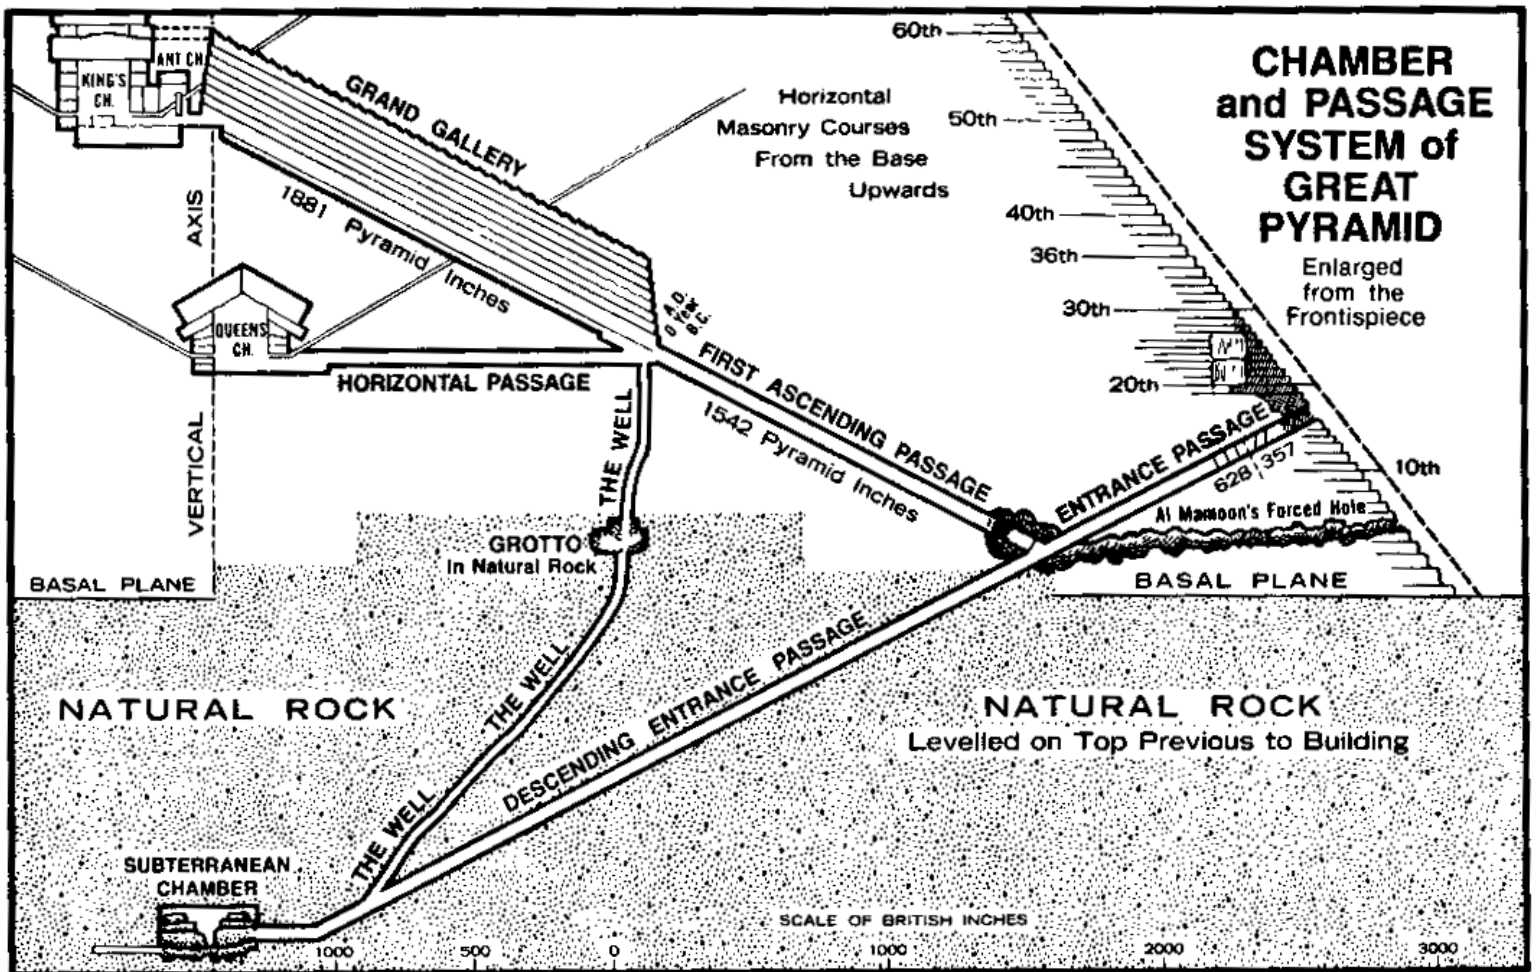 CHAMBER
and PASSAGE
SYSTEM of
GREAT
PYRAMID
Enlarged
from the
Frontispiece
ANT CH.
KING'S
CH.
GRAND GALLERY
1881 Pyramid Inches
Horizontal
Masonry Courses
From the Base
Upwards
60th
50th
40th
36th
30th
20th
10th
VERTICAL AXIS
QUEENS
CH.
HORIZONTAL PASSAGE
FIRST ASCENDING PASSAGE
1542 Pyramid Inches
ENTRANCE PASSAGE
628 357
Al Mamoon's Forced Hole
BASAL PLANE
BASAL PLANE
THE WELL
GROTTO
In Natural Rock
THE WELL
THE WELL
DESCENDING ENTRANCE PASSAGE
NATURAL ROCK
NATURAL ROCK
Levelled on Top Previous to Building
SUBTERRANEAN
CHAMBER
SCALE OF BRITISH INCHES
1000 500 0 1000 2000 3000